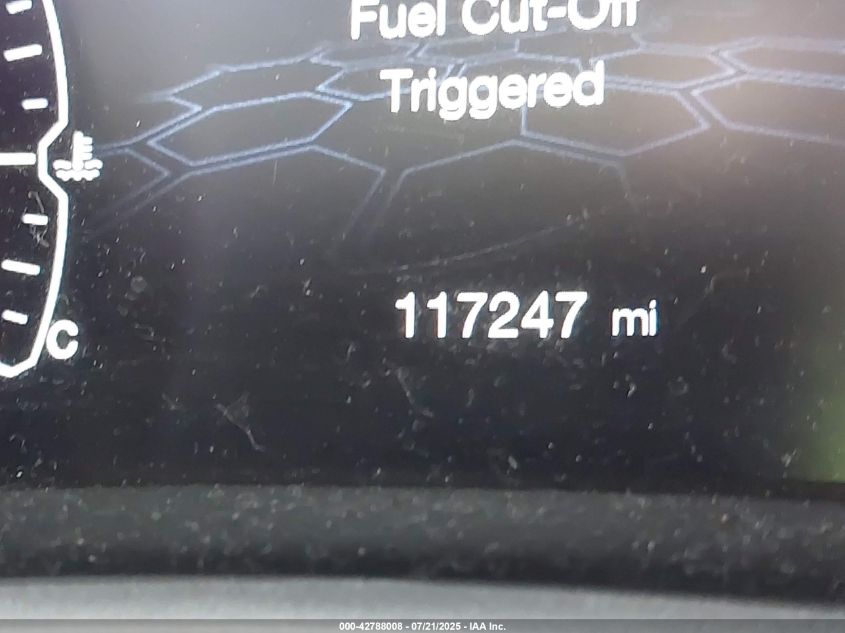 Fuel Cut-Off
Triggered
117247 mi
C
000-42788008 - 07/21/2025 - IAA Inc.